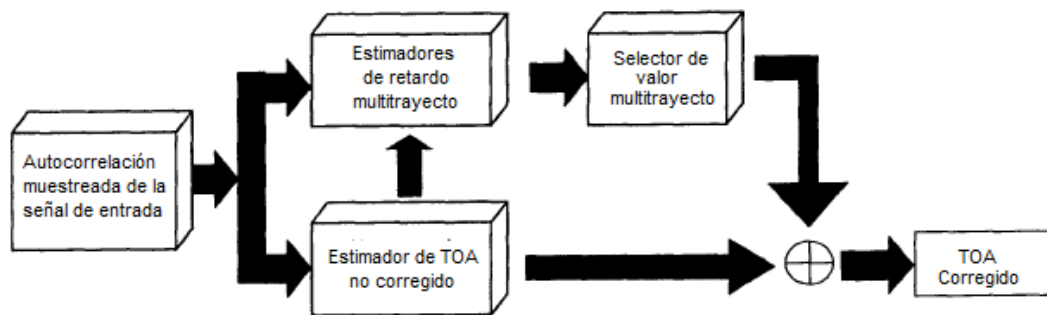 Autocorrelación
muestreada de la
señal de entrada
Estimadores
de retardo
multitrayecto
Selector de
valor
multitrayecto
Estimador de TOA
no corregido
TOA
Corregido